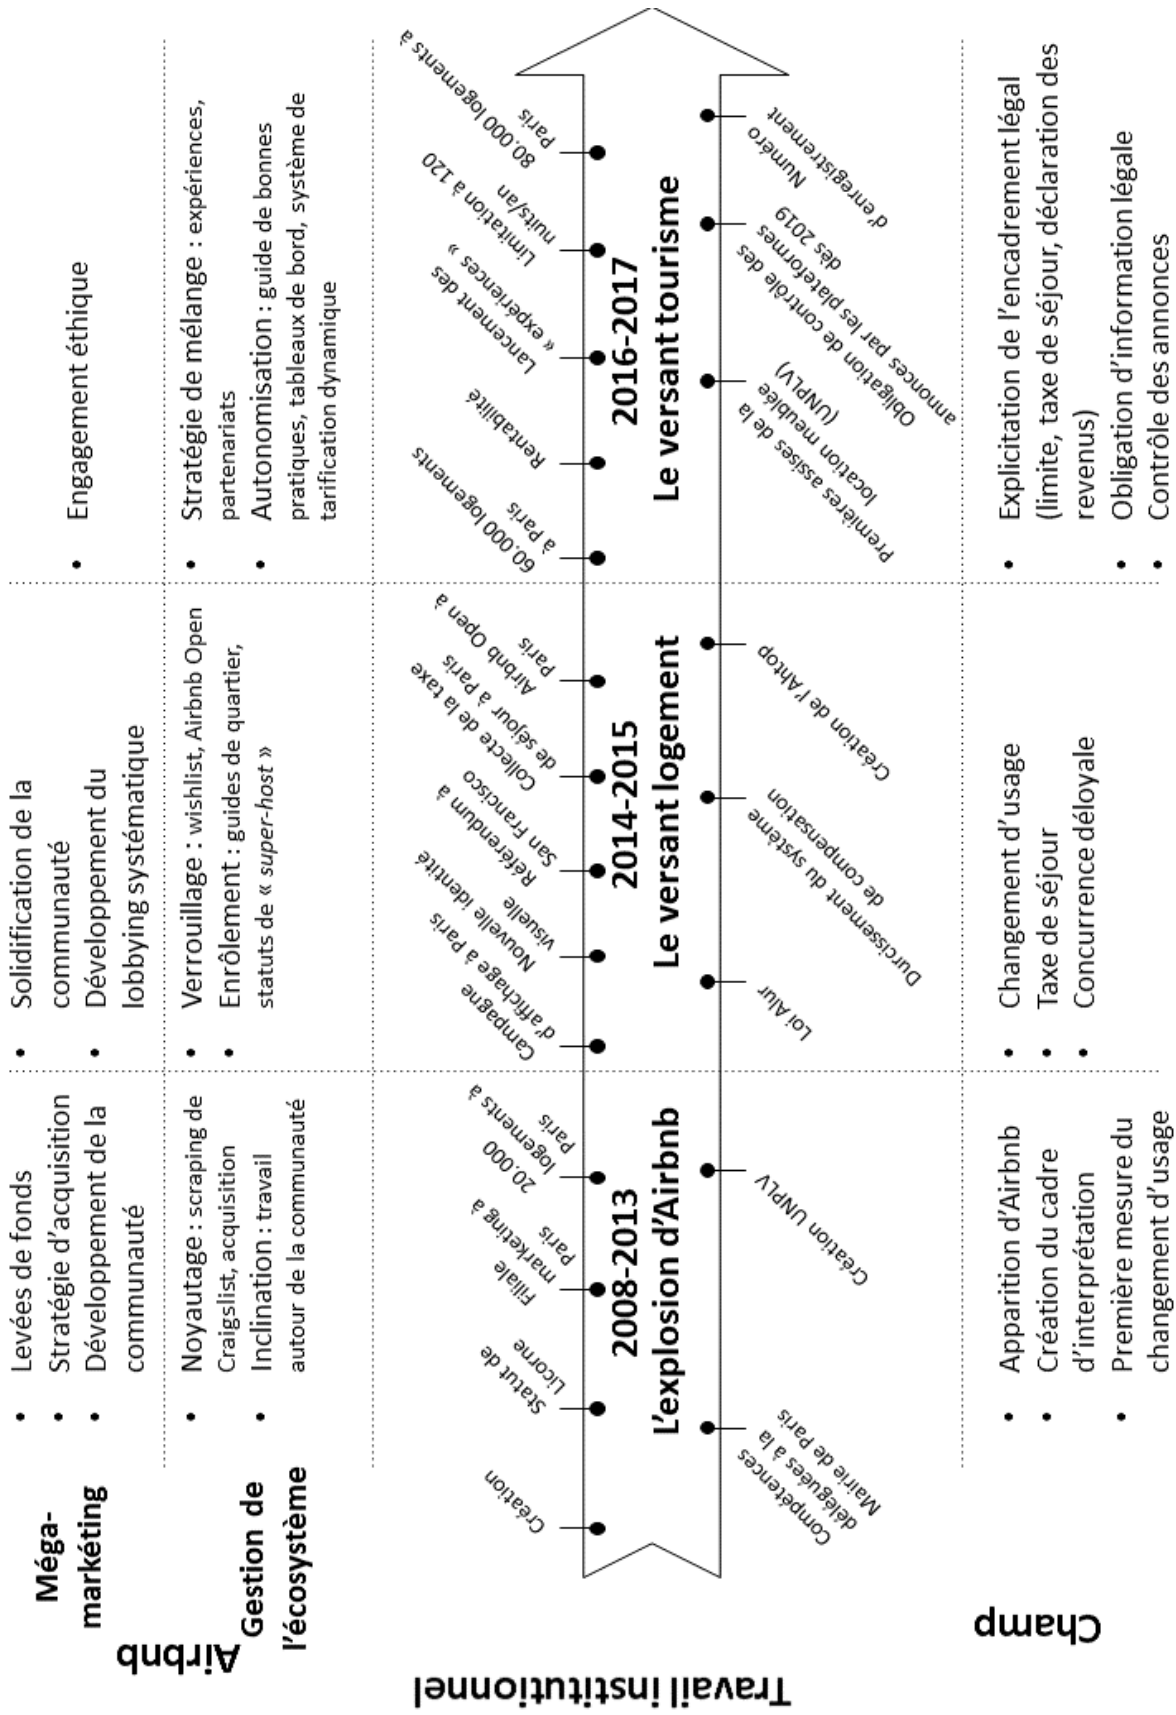 Travail institutionnel
Airbnb
Méga-
markéting
• Levées de fonds
• Stratégie d’acquisition
• Développement de la
communauté
• Solidification de la
communauté
• Développement du
lobbying systématique
• Engagement éthique
Gestion de
l’écosystème
• Noyautage : scraping de
Craigslist, acquisition
• Inclination : travail
autour de la communauté
• Verrouillage : wishlist, Airbnb Open
• Enrôlement : guides de quartier,
statuts de « super-host »
• Stratégie de mélange : expériences,
partenariats
• Autonomisation : guide de bonnes
pratiques, tableaux de bord, système de
tarification dynamique
Création
Statut de
Licorne
Filiale
marketing à
Paris
20.000
logements à
Paris
Campagne
d’affichage à Paris
Nouvelle identité
visuelle
Référendum à
San Francisco
Collecte de la taxe
de séjour à Paris
Airbnb Open à
Paris
60.000 logements
à Paris
Rentabilité
Lancement des
« expériences »
Limitation à 120
nuits/an
80.000 logements à
Paris
2008-2013
L’explosion d’Airbnb
2014-2015
Le versant logement
2016-2017
Le versant tourisme
Compétences
déléguées à la
Mairie de Paris
Création UNPLV
Loi Allur
Durcissement du système
de compensation
Création de l’Ahtop
Premières assises de la
location meublée
(UNPLV)
Obligation de contrôle des
annonces par les plateformes
dès 2019
Numéro
d’enregistrement
Champ
• Apparition d’Airbnb
• Création du cadre
d’interprétation
• Première mesure du
changement d’usage
• Changement d’usage
• Taxe de séjour
• Concurrence déloyale
• Explicitation de l’encadrement légal
(limite, taxe de séjour, déclaration des
revenus)
• Obligation d’information légale
• Contrôle des annonces